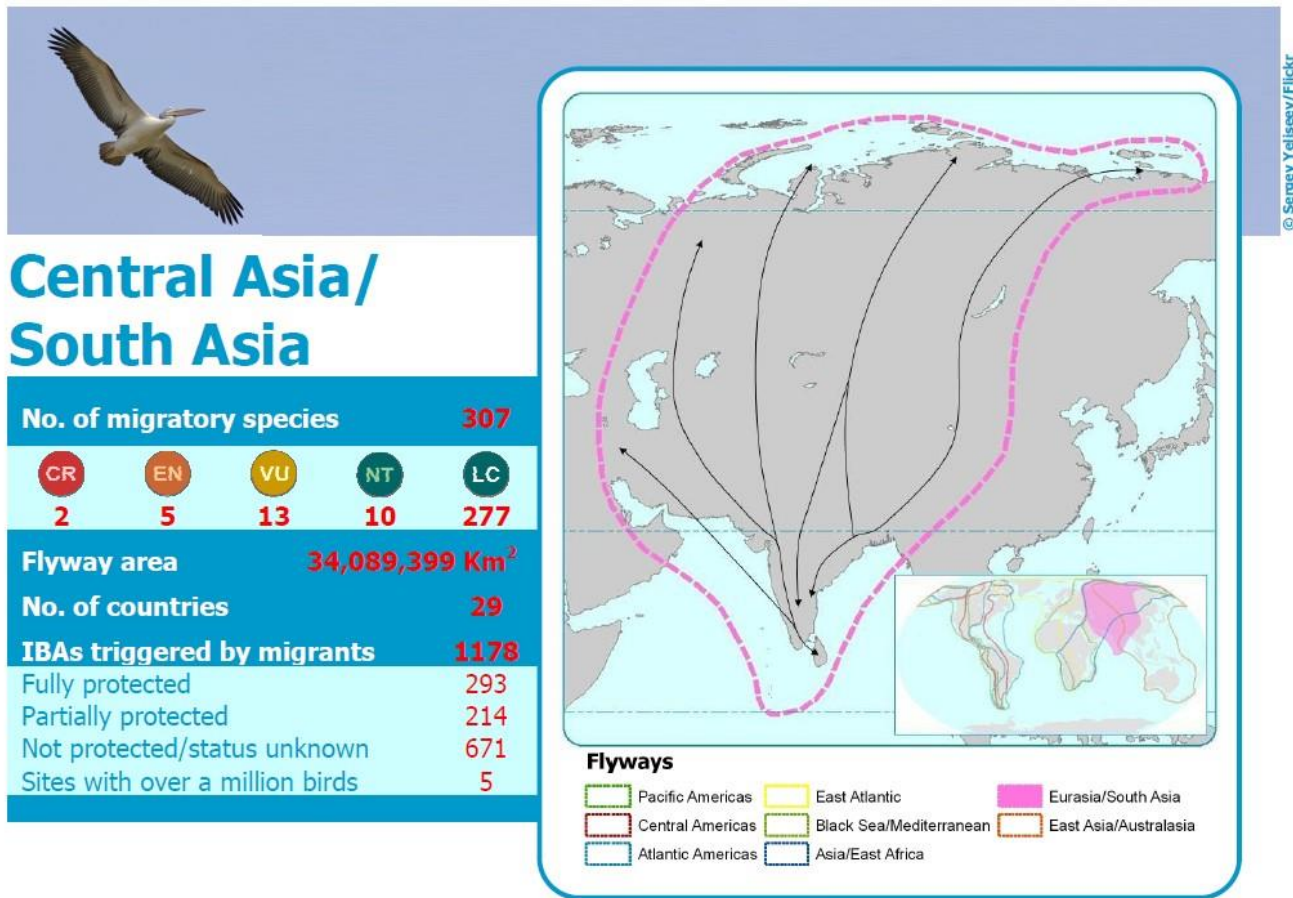 © Sergey Yeliseev/Flickr
Central Asia/
South Asia
No. of migratory species 307
CR EN VU NT LC
2 5 13 10 277
Flyway area 34,089,399 Km²
No. of countries 29
IBAs triggered by migrants 1178
Fully protected 293
Partially protected 214
Not protected/status unknown 671
Sites with over a million birds 5
Flyways
Pacific Americas East Atlantic Eurasia/South Asia
Central Americas Black Sea/Mediterranean East Asia/Australasia
Atlantic Americas Asia/East Africa